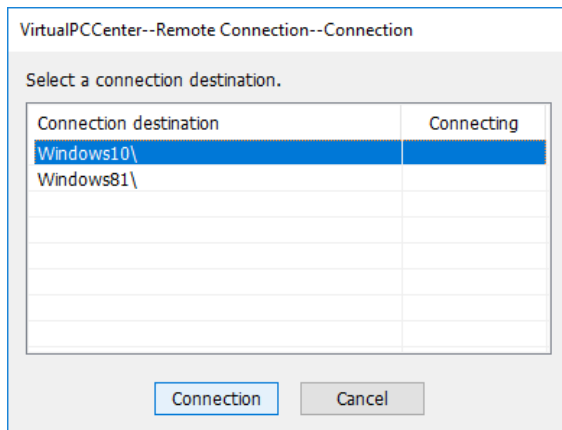 VirtualPCCenter--Remote Connection--Connection
Select a connection destination.
Connection destination Connecting
Windows10\
Windows81\
Connection Cancel